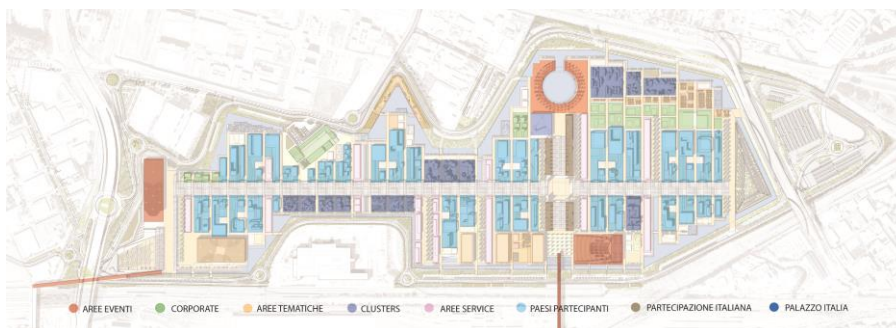 AREE EVENTI
CORPORATE
AREE TEMATICHE
CLUSTERS
AREE SERVICE
PAESI PARTECIPANTI
PARTECIPAZIONE ITALIANA
PALAZZO ITALIA